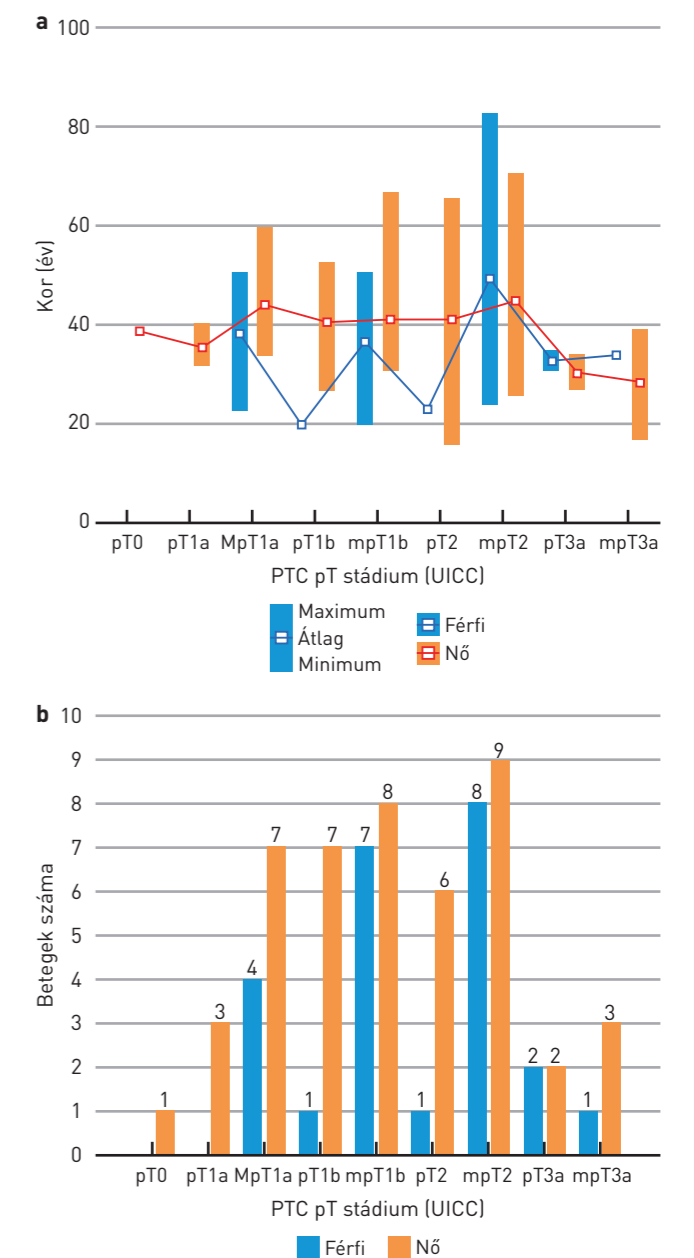 a
100
80
60
40
20
0
Kor (év)
pT0 pT1a MpT1a pT1b mpT1b pT2 mpT2 pT3a mpT3a
PTC pT stádium (UICC)
Maximum
Átlag
Minimum
Férfi
Nő
b
10
9
8
7
6
5
4
3
2
1
0
Betegek száma
1
3
4
7
1
7
7
8
1
6
8
9
2
2
1
3
pT0 pT1a MpT1a pT1b mpT1b pT2 mpT2 pT3a mpT3a
PTC pT stádium (UICC)
Férfi Nő